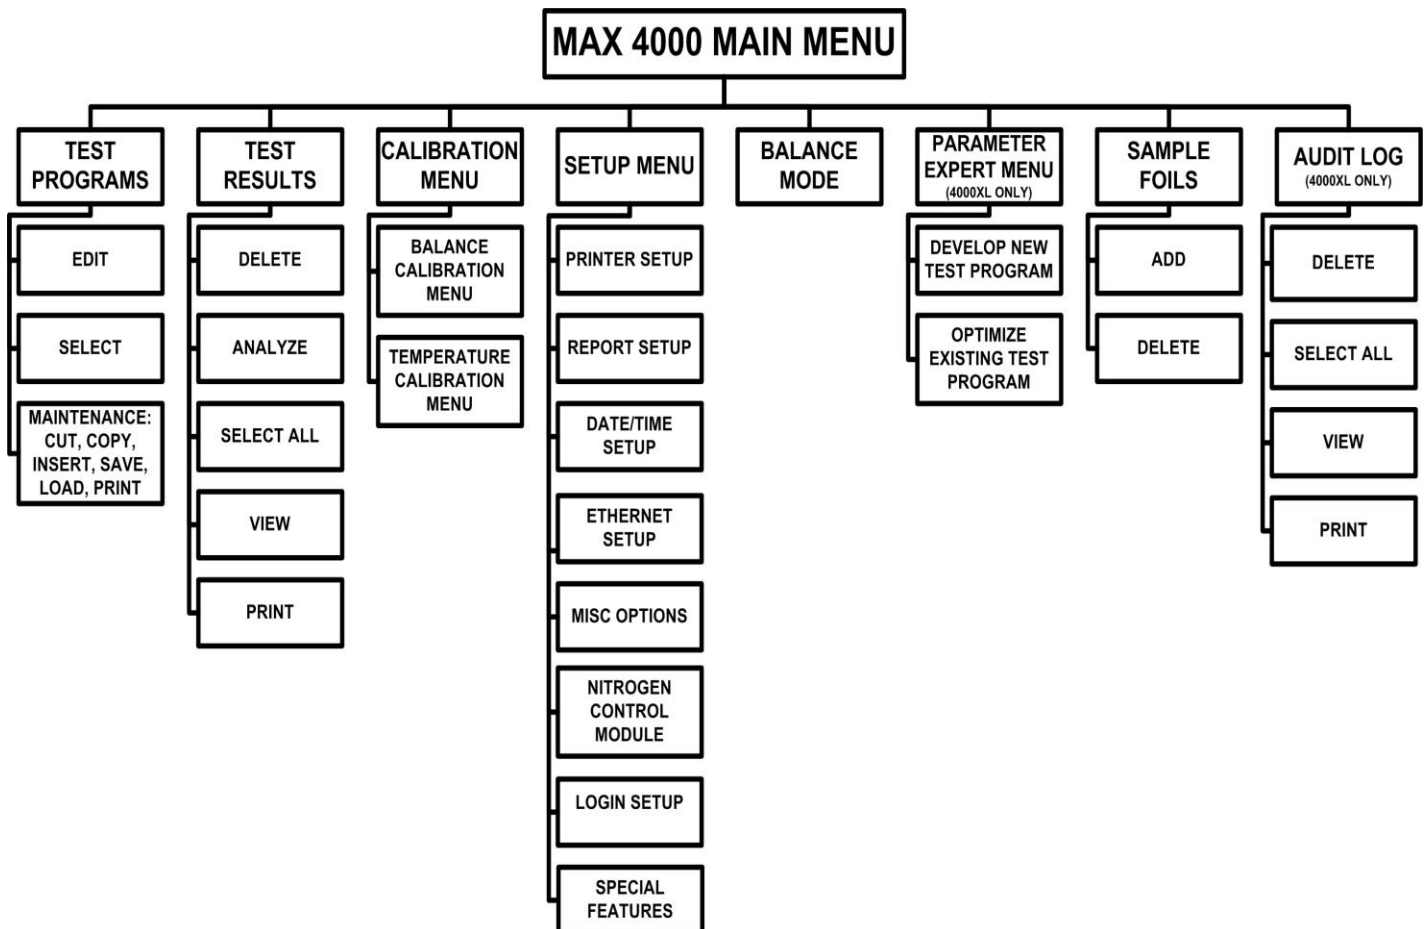 MAX 4000 MAIN MENU
TEST
PROGRAMS
EDIT
SELECT
MAINTENANCE:
CUT, COPY,
INSERT, SAVE,
LOAD, PRINT
TEST
RESULTS
DELETE
ANALYZE
SELECT ALL
VIEW
PRINT
CALIBRATION
MENU
BALANCE
CALIBRATION
MENU
TEMPERATURE
CALIBRATION
MENU
SETUP MENU
PRINTER SETUP
REPORT SETUP
DATE/TIME
SETUP
ETHERNET
SETUP
MISC OPTIONS
NITROGEN
CONTROL
MODULE
LOGIN SETUP
SPECIAL
FEATURES
BALANCE
MODE
PARAMETER
EXPERT MENU
(4000XL ONLY)
DEVELOP NEW
TEST PROGRAM
OPTIMIZE
EXISTING TEST
PROGRAM
SAMPLE
FOILS
ADD
DELETE
AUDIT LOG
(4000XL ONLY)
DELETE
SELECT ALL
VIEW
PRINT